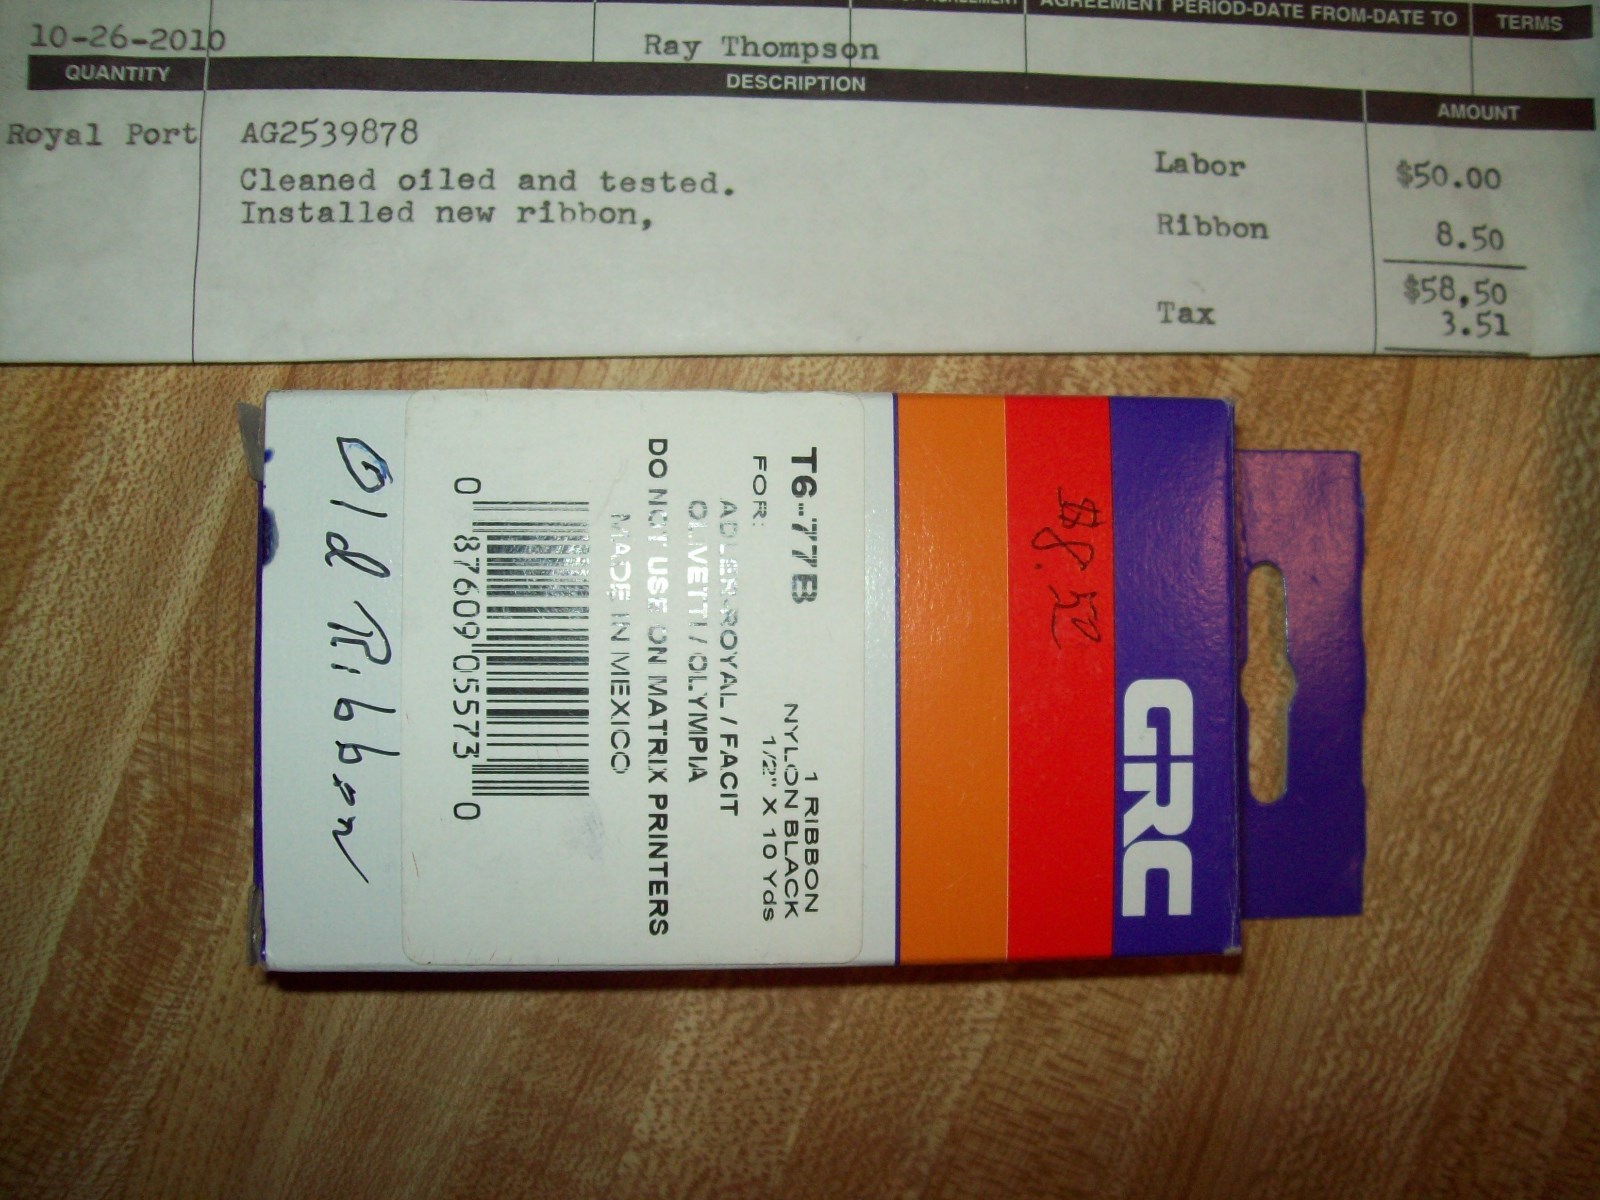 AGREEMENT PERIOD-DATE FROM-DATE TO
TERMS
10-26-2010
Ray Thompson
QUANTITY
DESCRIPTION
AMOUNT
Royal Port
AG2539878
Labor
$50.00
Cleaned oiled and tested.
Installed new ribbon,
Ribbon
8.50
$58,50
Tax
3.51
GRC
$8.50
T6-77B
1 RIBBON
NYLON BLACK
FOR:
1/2" X 10 Yds
ADLER-ROYAL / FACIT
OLIVETTI / OLYMPIA
DO NOT USE ON MATRIX PRINTERS
MADE IN MEXICO
0 87609 05573 0
Old Ribbon